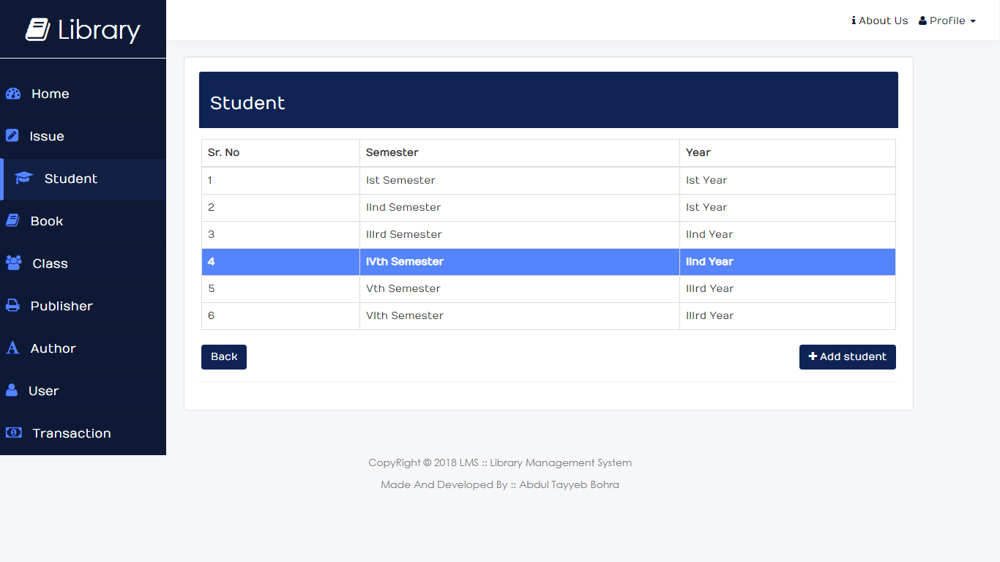 Library
About Us Profile
Home
Issue
Student
Book
Class
Publisher
Author
User
Transaction
Student
Sr. No Semester Year
1 Ist Semester Ist Year
2 IInd Semester Ist Year
3 IIIrd Semester IInd Year
4 IVth Semester IInd Year
5 Vth Semester IIIrd Year
6 VIth Semester IIIrd Year
Back + Add student
CopyRight © 2018 LMS :: Library Management System
Made And Developed By :: Abdul Tayyeb Bohra